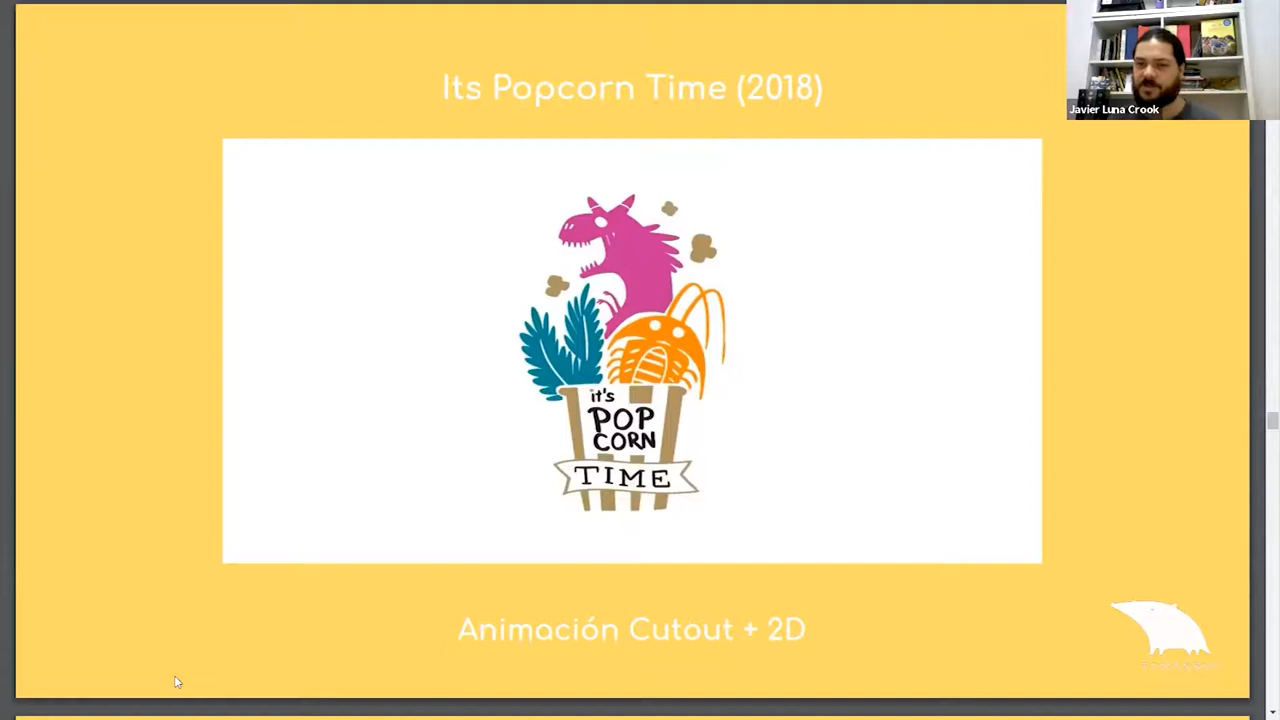 Its Popcorn Time (2018)
Javier Luna Crook
it's
POP
CORN
TIME
Animación Cutout + 2D